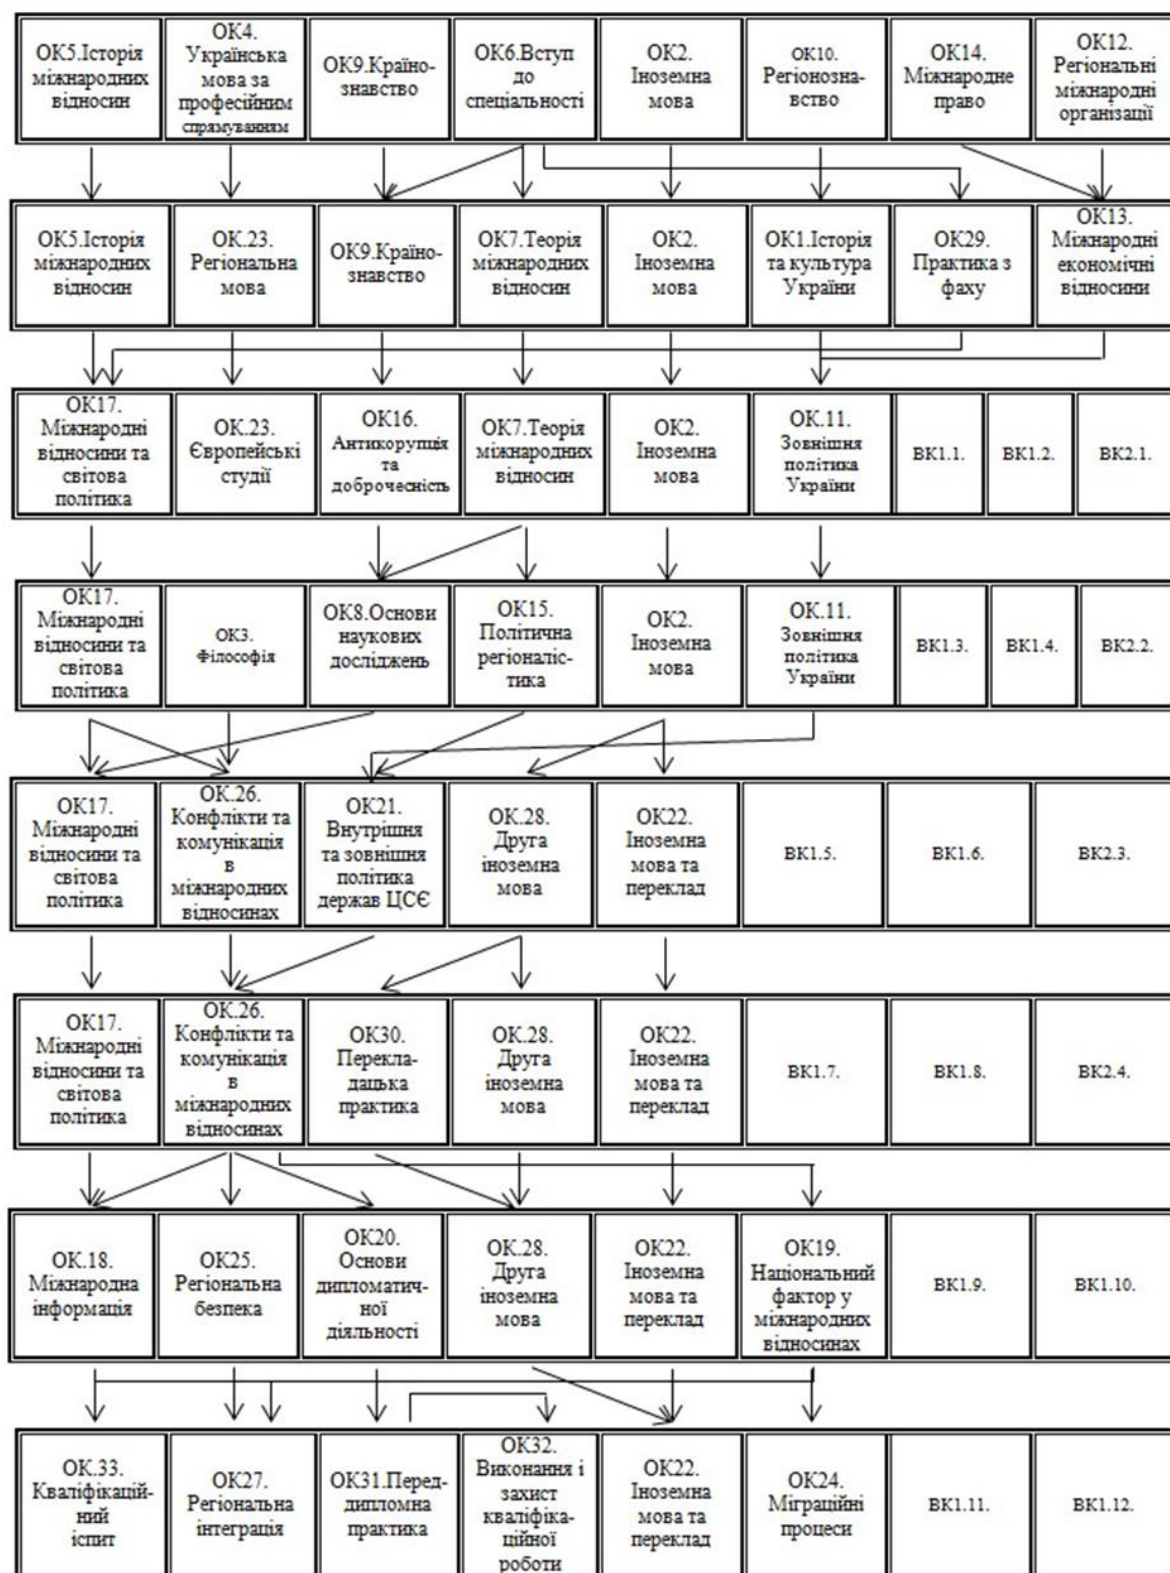 ОК5.Історія
міжнародних
відносин
ОК4.
Українська
мова за
професійним
спрямуванням
ОК9.Країно-
знавство
ОК6.Вступ
до
спеціальності
ОК2.
Іноземна
мова
ОК10.
Регіонозна-
вство
ОК14.
Міжнародне
право
ОК12.
Регіональні
міжнародні
організації
ОК5.Історія
міжнародних
відносин
ОК.23.
Регіональна
мова
ОК9.Країно-
знавство
ОК7.Теорія
міжнародних
відносин
ОК2.
Іноземна
мова
ОК1.Історія
та культура
України
ОК29.
Практика з
фаху
ОК13.
Міжнародні
економічні
відносини
ОК17.
Міжнародні
відносини та
світова
політика
ОК.23.
Європейські
студії
ОК16.
Антикорупція
та
доброчесність
ОК7.Теорія
міжнародних
відносин
ОК2.
Іноземна
мова
ОК.11.
Зовнішня
політика
України
ВК1.1.
ВК1.2.
ВК2.1.
ОК17.
Міжнародні
відносини та
світова
політика
ОК3.
Філософія
ОК8.Основи
наукових
досліджень
ОК15.
Політична
регіоналіс-
тика
ОК2.
Іноземна
мова
ОК.11.
Зовнішня
політика
України
ВК1.3.
ВК1.4.
ВК2.2.
ОК17.
Міжнародні
відносини та
світова
політика
ОК.26.
Конфлікти та
комунікація
в
міжнародних
відносинах
ОК21.
Внутрішня
та зовнішня
політика
держав ЦСЄ
ОК.28.
Друга
іноземна
мова
ОК22.
Іноземна
мова та
переклад
ВК1.5.
ВК1.6.
ВК2.3.
ОК17.
Міжнародні
відносини та
світова
політика
ОК.26.
Конфлікти та
комунікація
в
міжнародних
відносинах
ОК30.
Перекла-
дацька
практика
ОК.28.
Друга
іноземна
мова
ОК22.
Іноземна
мова та
переклад
ВК1.7.
ВК1.8.
ВК2.4.
ОК.18.
Міжнародна
інформація
ОК25.
Регіональна
безпека
ОК20.
Основи
дипломатич-
ної
діяльності
ОК.28.
Друга
іноземна
мова
ОК22.
Іноземна
мова та
переклад
ОК19.
Національний
фактор у
міжнародних
відносинах
ВК1.9.
ВК1.10.
ОК.33.
Кваліфікацій-
ний
іспит
ОК27.
Регіональна
інтеграція
ОК31.Перед-
дипломна
практика
ОК32.
Виконання і
захист
кваліфіка-
ційної
роботи
ОК22.
Іноземна
мова та
переклад
ОК24.
Міграційні
процеси
ВК1.11.
ВК1.12.